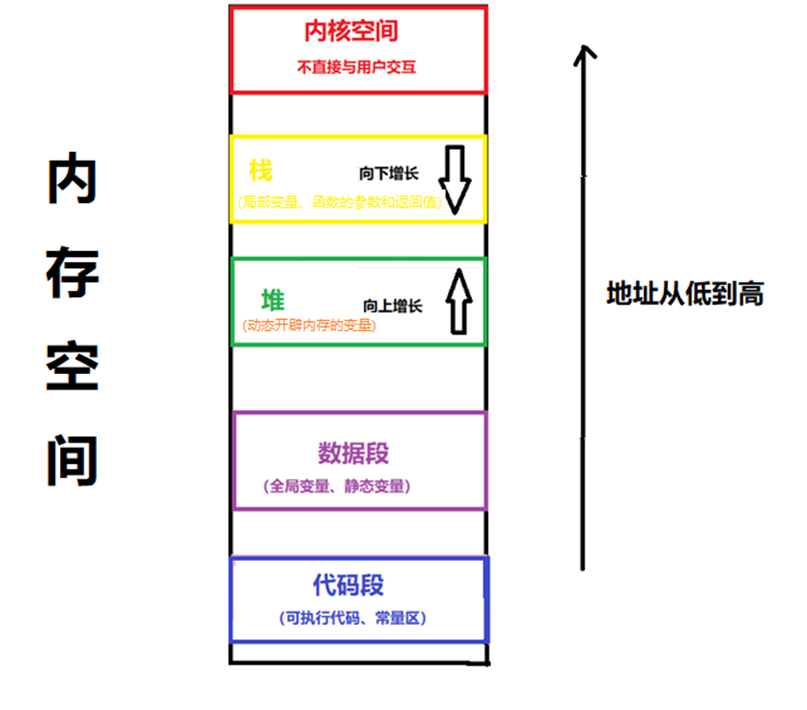 内存空间
内核空间
不直接与用户交互
栈
向下增长
(局部变量、函数的参数和返回值)
堆
向上增长
(动态开辟内存的变量)
地址从低到高
数据段
(全局变量、静态变量)
代码段
(可执行代码、常量区)